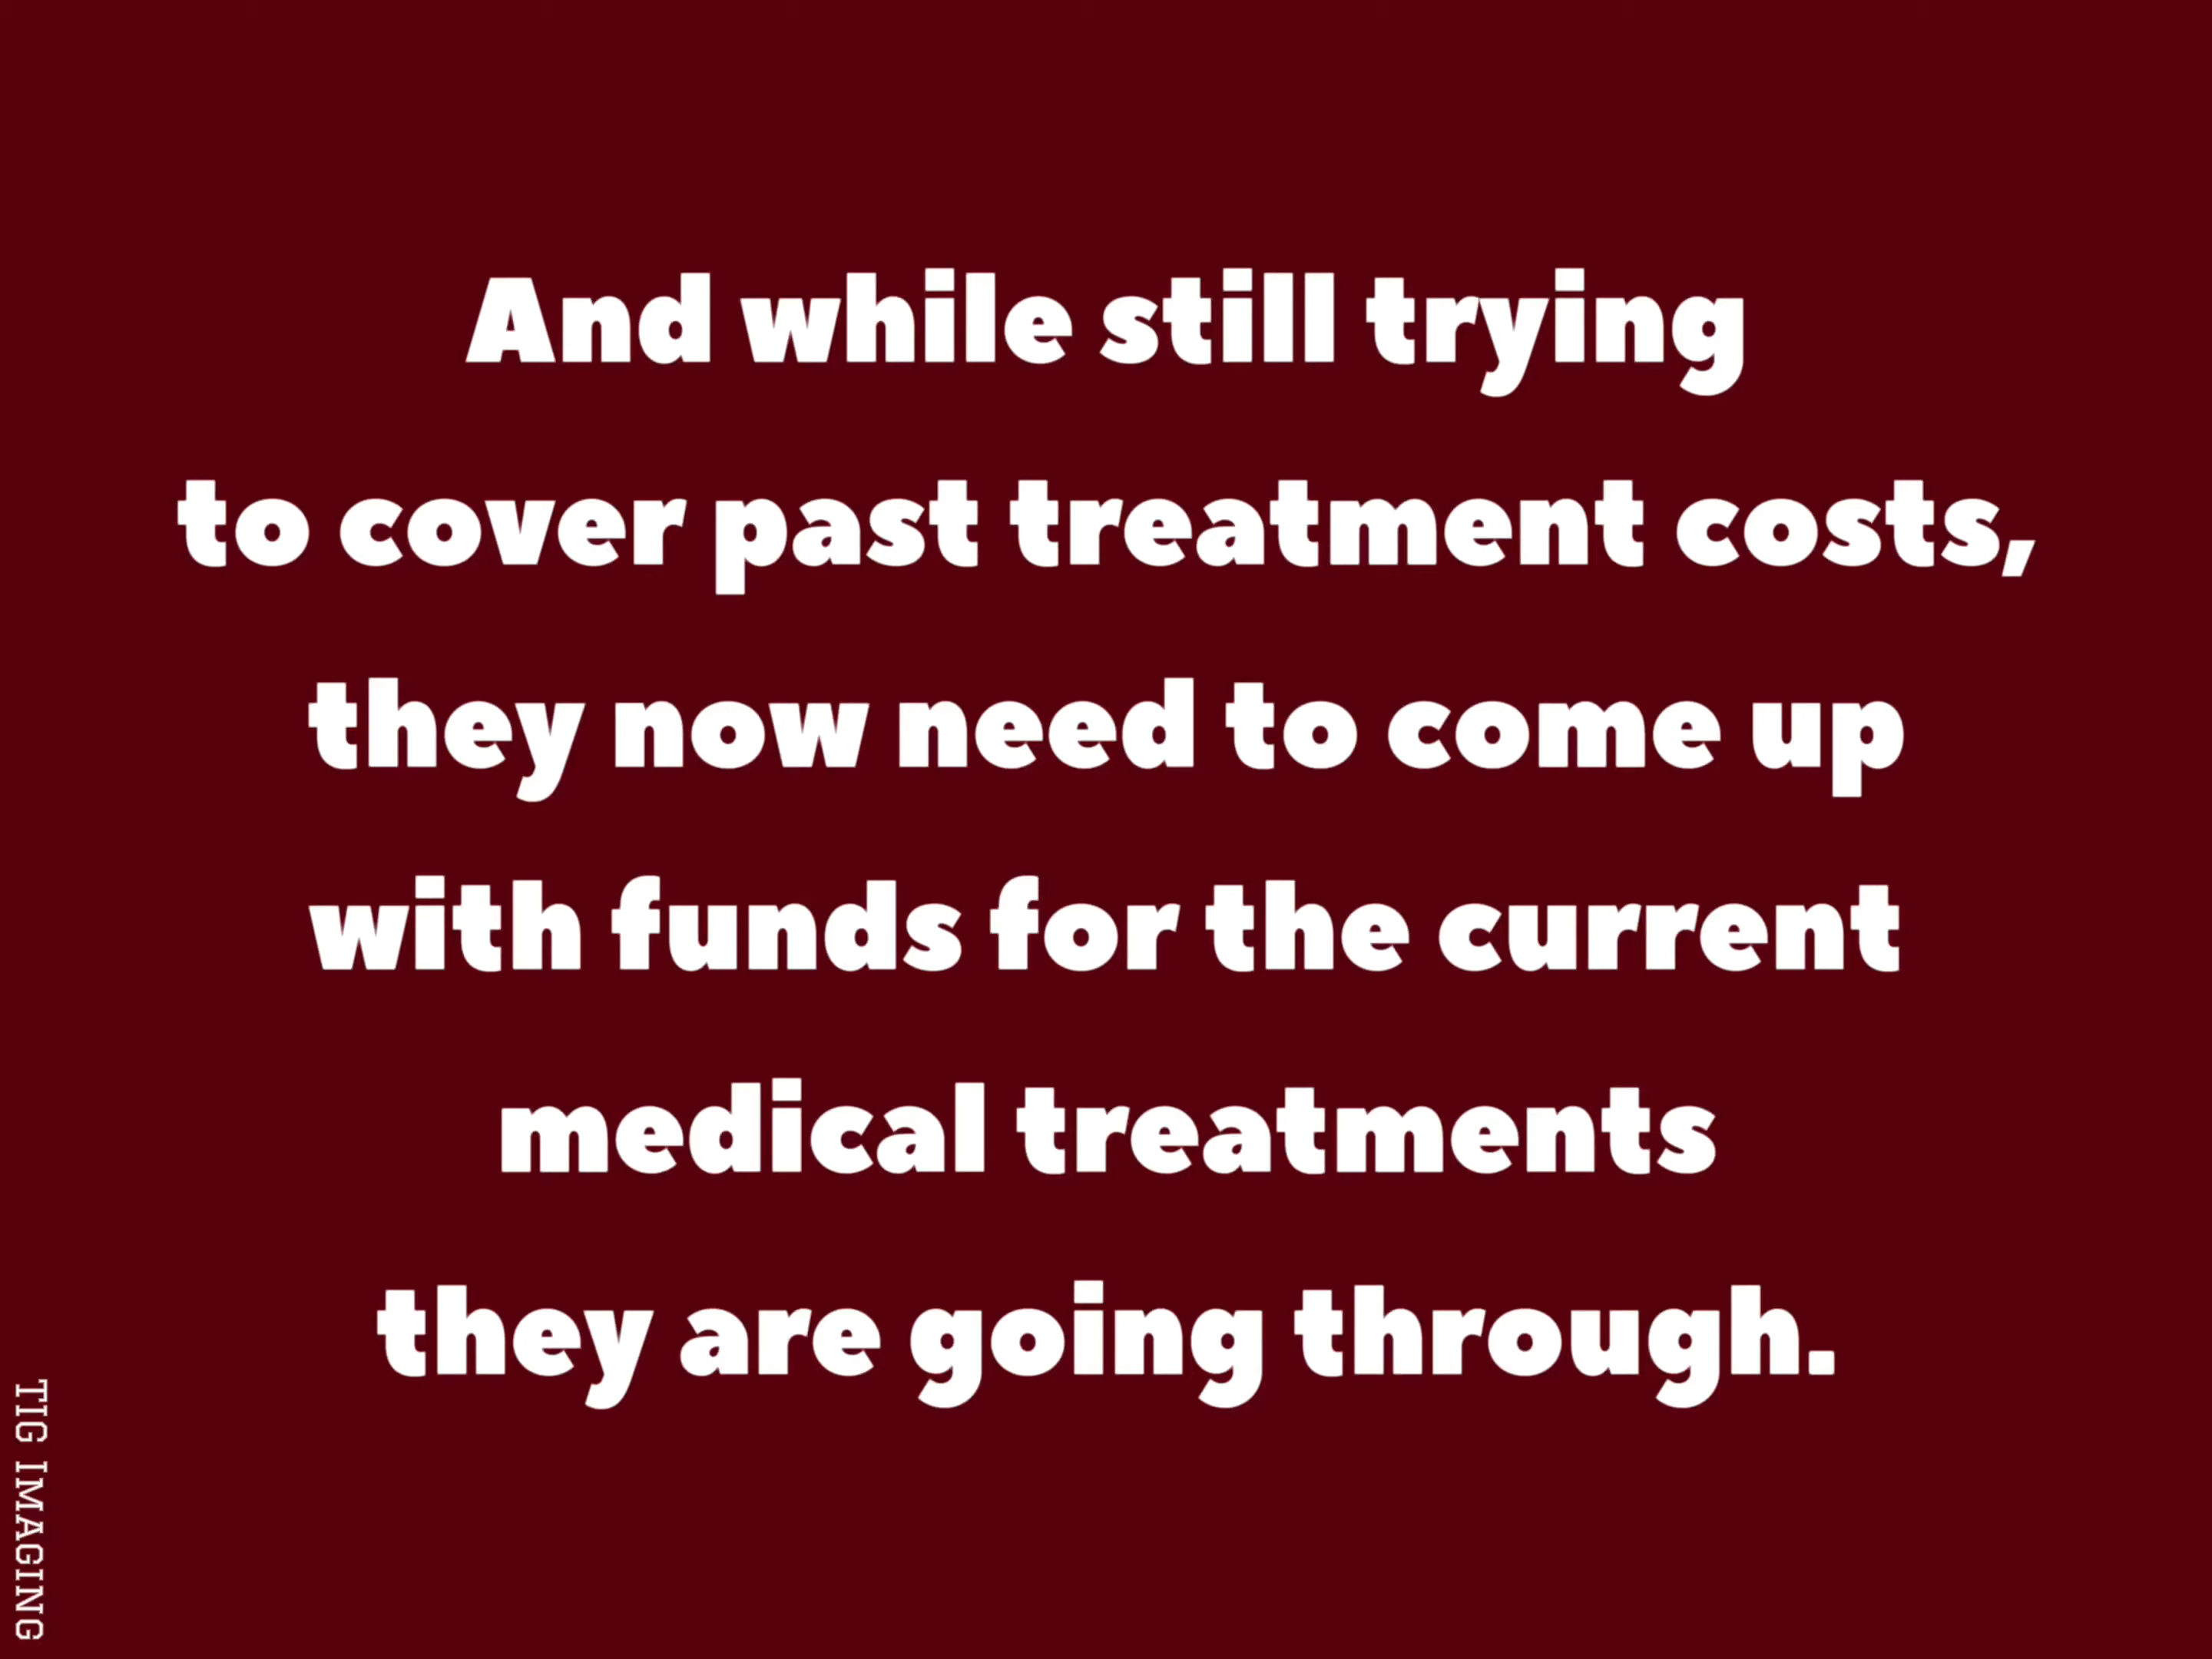 And while still trying
to cover past treatment costs,
they now need to come up
with funds for the current
medical treatments
they are going through.
TIG IMAGING